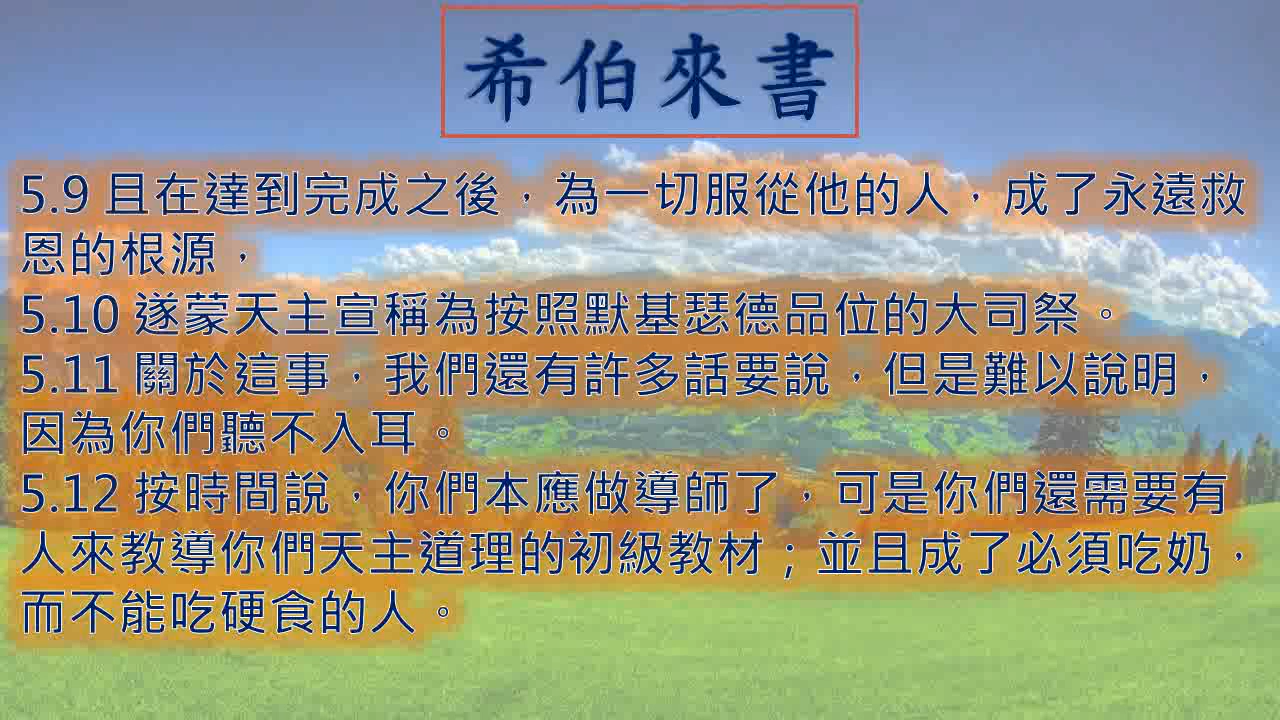 希伯來書
5.9 且在達到完成之後，為一切服從他的人，成了永遠救
恩的根源，
5.10 遂蒙天主宣稱為按照默基瑟德品位的大司祭。
5.11 關於這事，我們還有許多話要說，但是難以說明，
因為你們聽不入耳。
5.12 按時間說，你們本應做導師了，可是你們還需要有
人來教導你們天主道理的初級教材；並且成了必須吃奶，
而不能吃硬食的人。